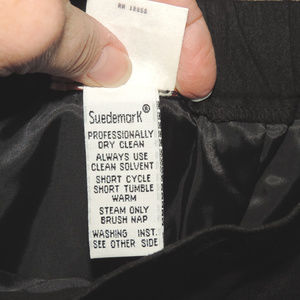 Suedemark®
PROFESSIONALLY
DRY CLEAN
ALWAYS USE
CLEAN SOLVENT
SHORT CYCLE
SHORT TUMBLE
WARM
STEAM ONLY
BRUSH NAP
WASHING INST.
SEE OTHER SIDE